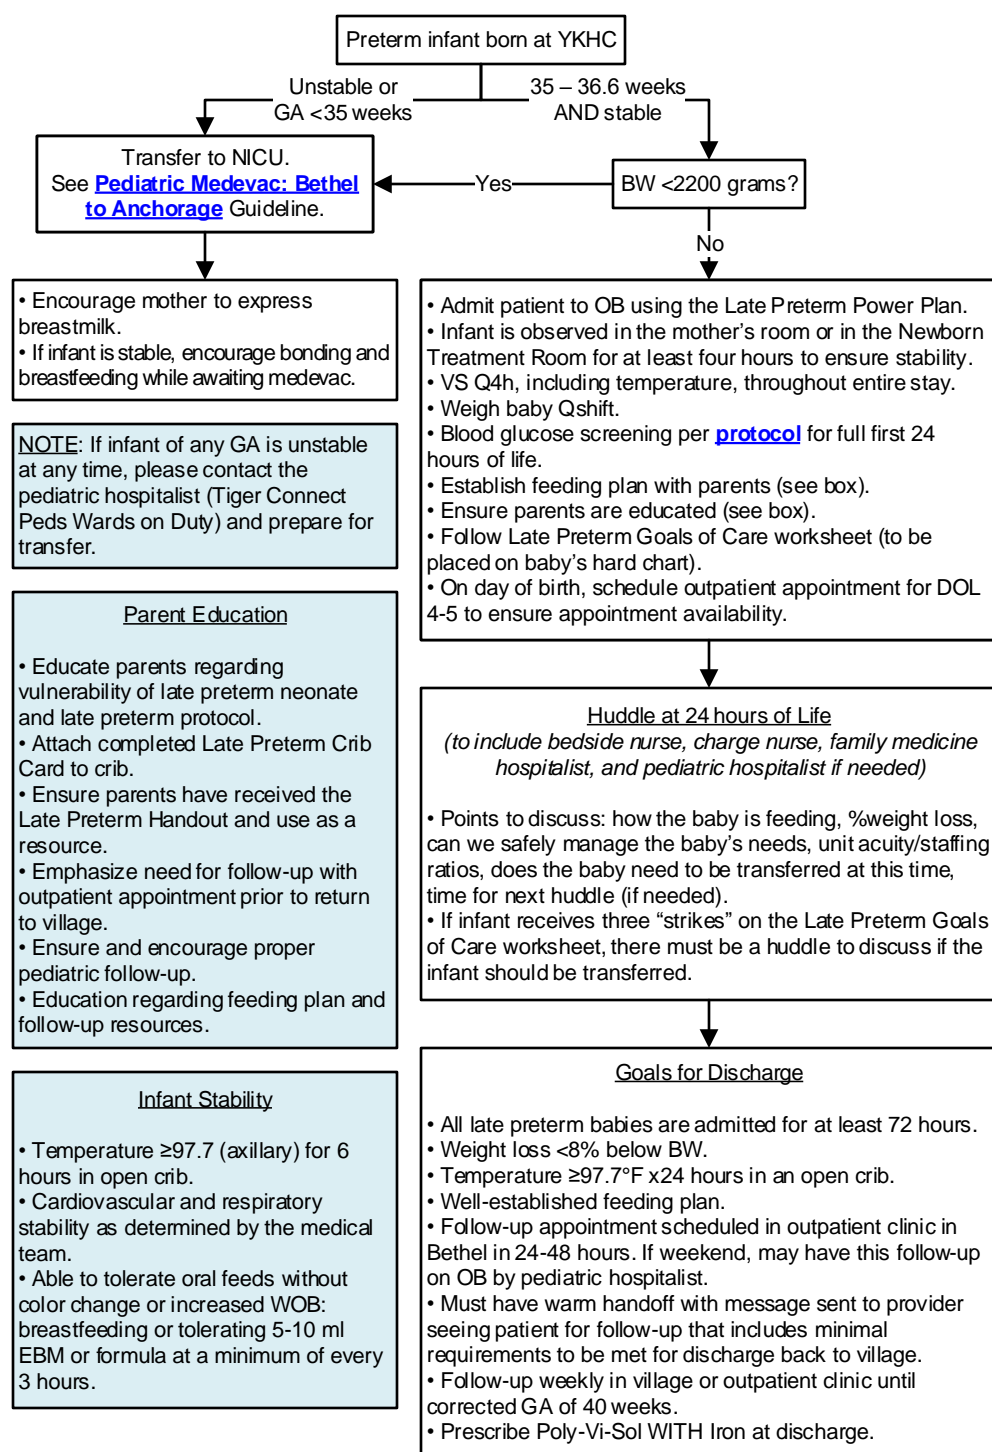 Preterm infant born at YKHC
Unstable or
GA <35 weeks
35 – 36.6 weeks
AND stable
Transfer to NICU.
See Pediatric Medevac: Bethel
to Anchorage Guideline.
Yes
BW <2200 grams?
No
• Encourage mother to express
breastmilk.
• If infant is stable, encourage bonding and
breastfeeding while awaiting medevac.
NOTE: If infant of any GA is unstable
at any time, please contact the
pediatric hospitalist (Tiger Connect
Peds Wards on Duty) and prepare for
transfer.
Parent Education
• Educate parents regarding
vulnerability of late preterm neonate
and late preterm protocol.
• Attach completed Late Preterm Crib
Card to crib.
• Ensure parents have received the
Late Preterm Handout and use as a
resource.
• Emphasize need for follow-up with
outpatient appointment prior to return
to village.
• Ensure and encourage proper
pediatric follow-up.
• Education regarding feeding plan and
follow-up resources.
Infant Stability
• Temperature ≥97.7 (axillary) for 6
hours in open crib.
• Cardiovascular and respiratory
stability as determined by the medical
team.
• Able to tolerate oral feeds without
color change or increased WOB:
breastfeeding or tolerating 5-10 ml
EBM or formula at a minimum of every
3 hours.
• Admit patient to OB using the Late Preterm Power Plan.
• Infant is observed in the mother's room or in the Newborn
Treatment Room for at least four hours to ensure stability.
• VS Q4h, including temperature, throughout entire stay.
• Weigh baby Qshift.
• Blood glucose screening per protocol for full first 24
hours of life.
• Establish feeding plan with parents (see box).
• Ensure parents are educated (see box).
• Follow Late Preterm Goals of Care worksheet (to be
placed on baby's hard chart).
• On day of birth, schedule outpatient appointment for DOL
4-5 to ensure appointment availability.
Huddle at 24 hours of Life
(to include bedside nurse, charge nurse, family medicine
hospitalist, and pediatric hospitalist if needed)
• Points to discuss: how the baby is feeding, %weight loss,
can we safely manage the baby's needs, unit acuity/staffing
ratios, does the baby need to be transferred at this time,
time for next huddle (if needed).
• If infant receives three "strikes" on the Late Preterm Goals
of Care worksheet, there must be a huddle to discuss if the
infant should be transferred.
Goals for Discharge
• All late preterm babies are admitted for at least 72 hours.
• Weight loss <8% below BW.
• Temperature ≥97.7°F x24 hours in an open crib.
• Well-established feeding plan.
• Follow-up appointment scheduled in outpatient clinic in
Bethel in 24-48 hours. If weekend, may have this follow-up
on OB by pediatric hospitalist.
• Must have warm handoff with message sent to provider
seeing patient for follow-up that includes minimal
requirements to be met for discharge back to village.
• Follow-up weekly in village or outpatient clinic until
corrected GA of 40 weeks.
• Prescribe Poly-Vi-Sol WITH Iron at discharge.